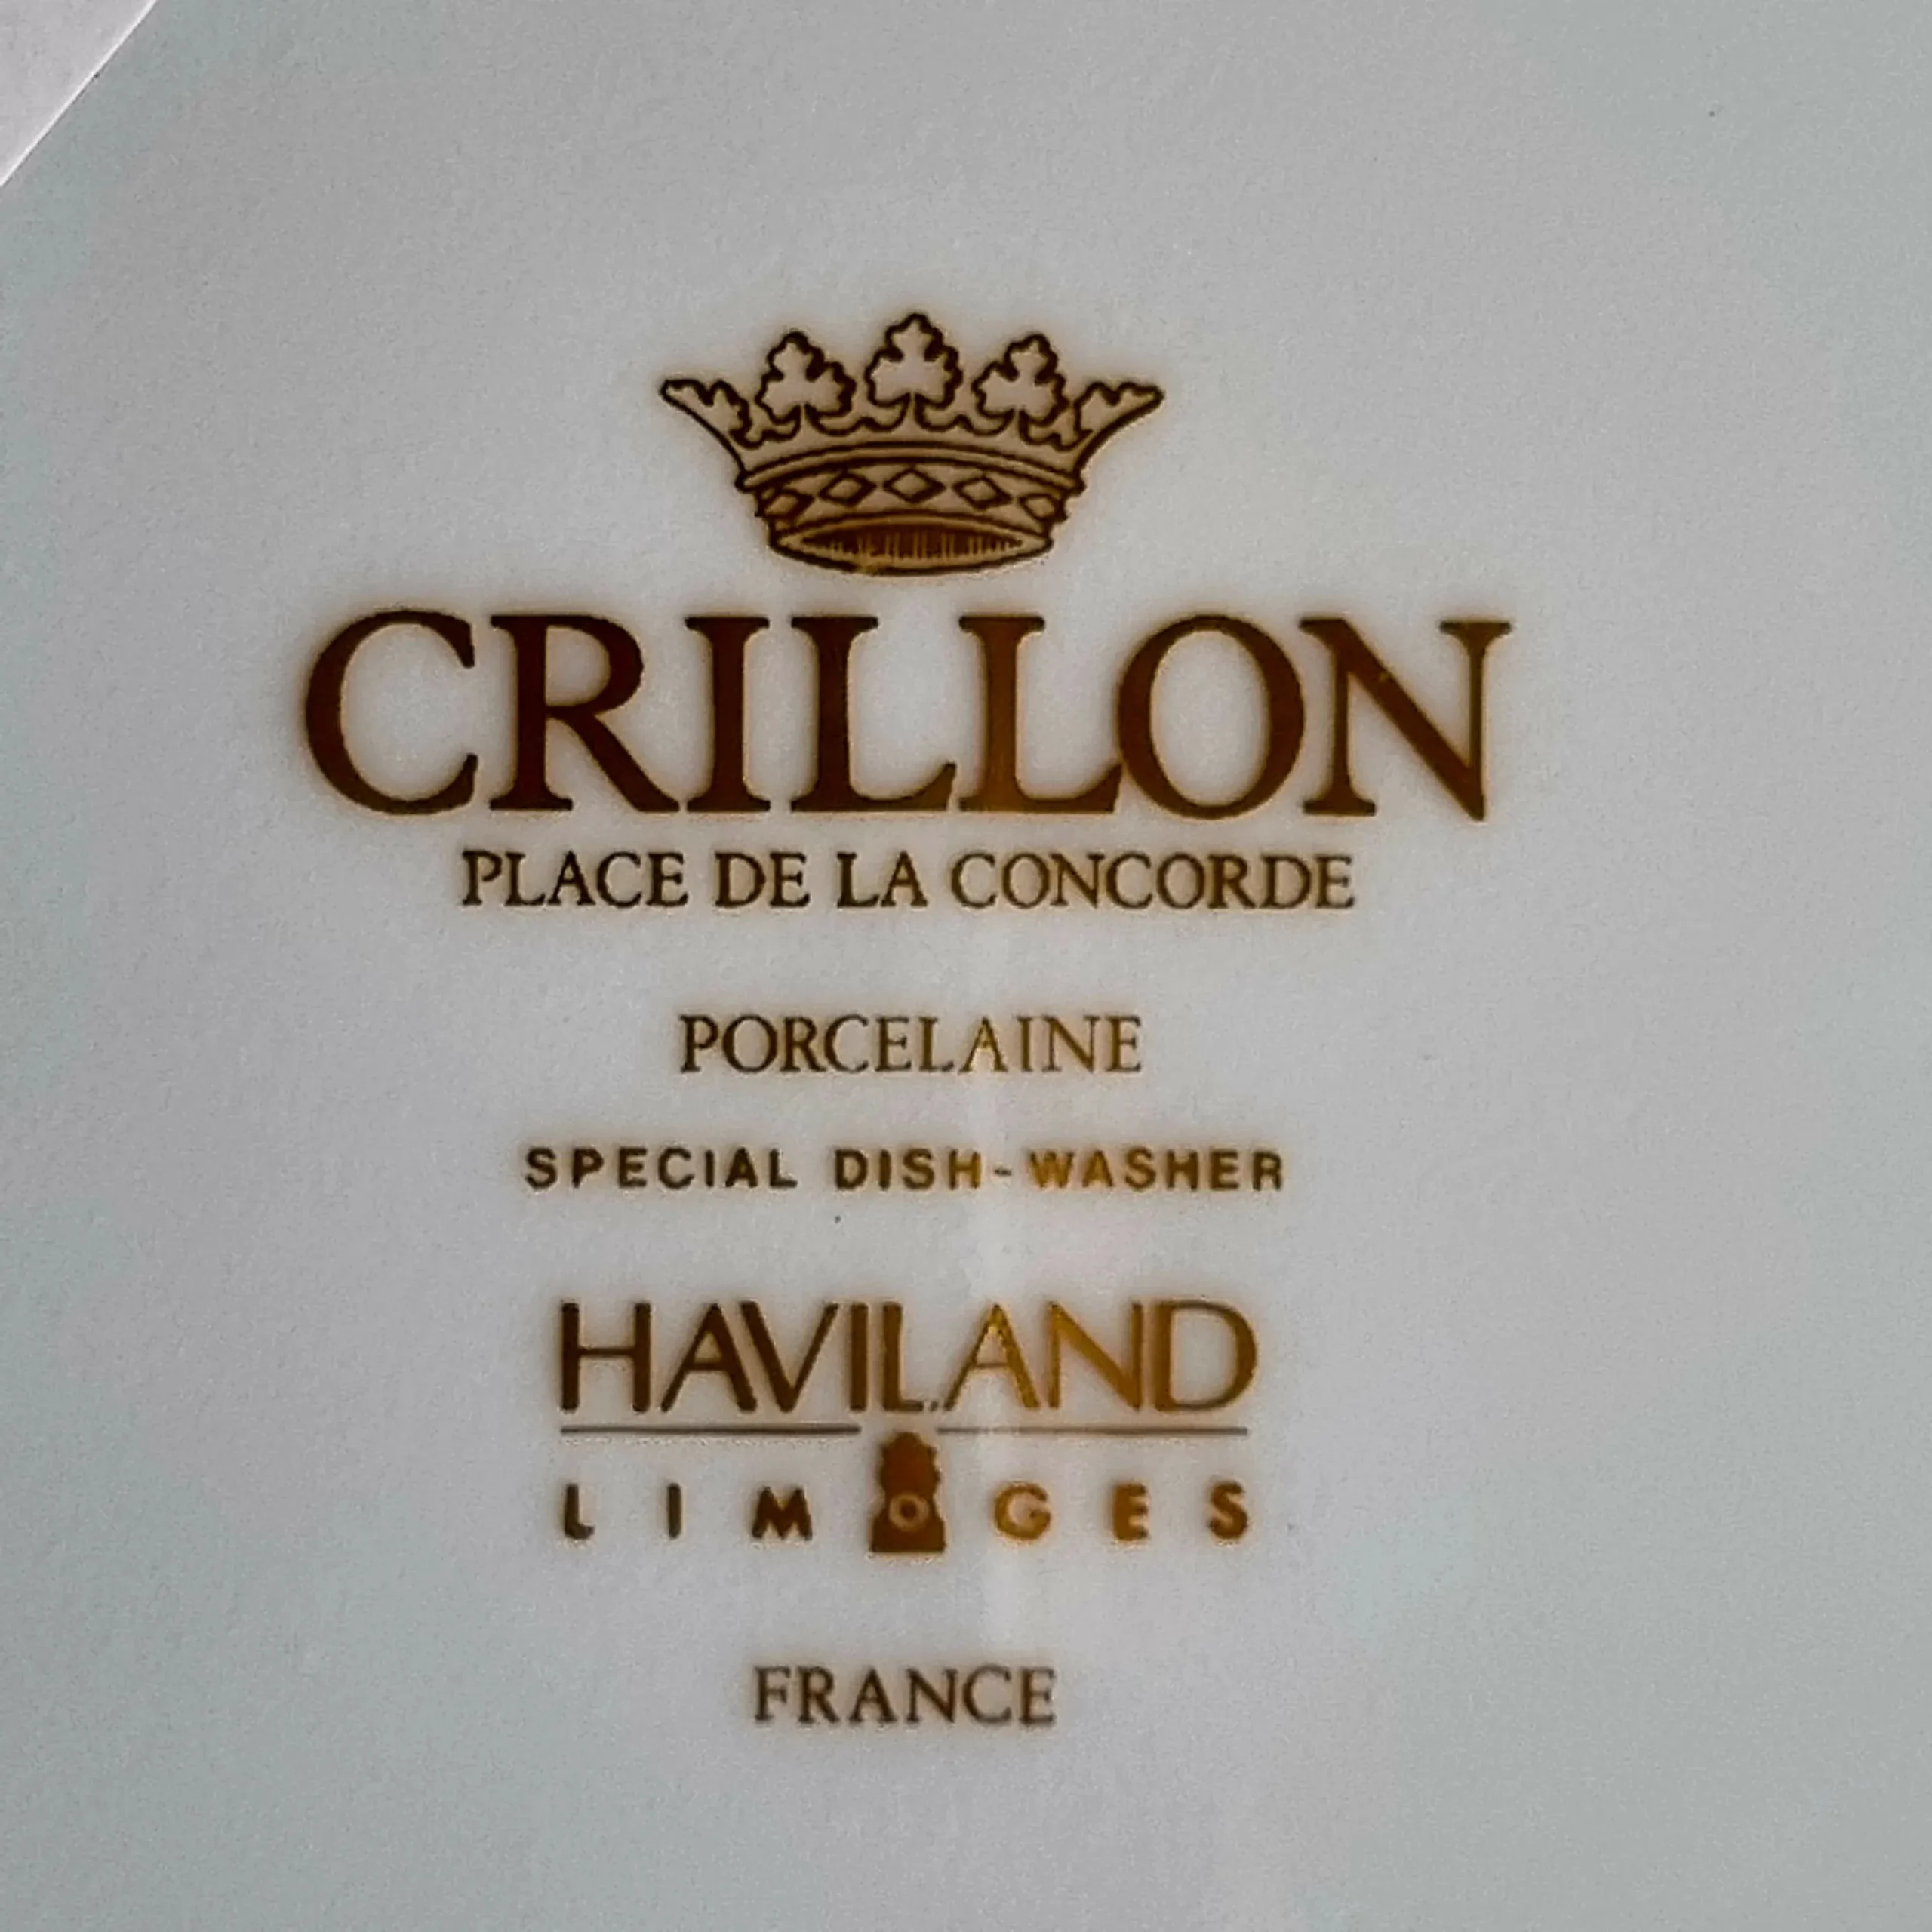 CRILLON
PLACE DE LA CONCORDE
PORCELAINE
SPECIAL DISH-WASHER
HAVILAND
LIMOGES
FRANCE